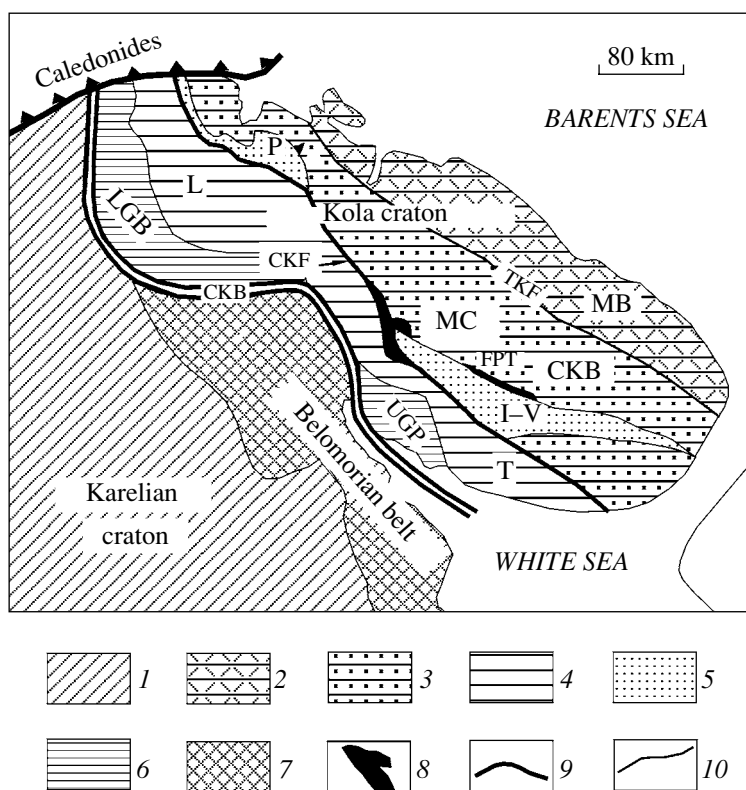 Caledonides
80 km
BARENTS SEA
P
L
LGB
Kola craton
CKF
TKF
CKB
MB
MC
FPT
CKB
I–V
UGP
T
Belomorian belt
Karelian
craton
WHITE SEA
1 2 3 4 5
6 7 8 9 10